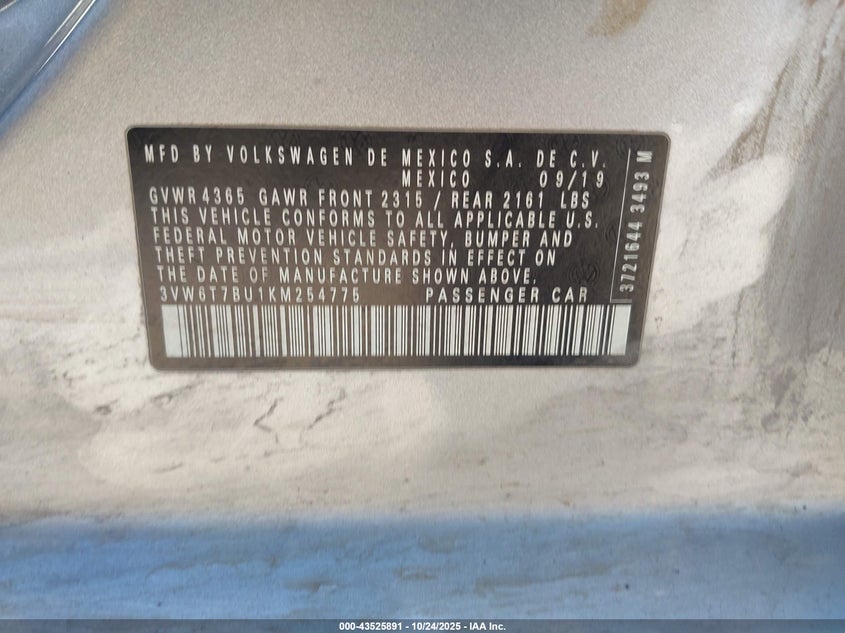 MFD BY VOLKSWAGEN DE MEXICO S.A. DE C.V.
MEXICO 09/19
GVWR 4365 GAWR FRONT 2315 / REAR 2161 LBS
THIS VEHICLE CONFORMS TO ALL APPLICABLE U.S.
FEDERAL MOTOR VEHICLE SAFETY, BUMPER AND
THEFT PREVENTION STANDARDS IN EFFECT ON
THE DATE OF MANUFACTURE SHOWN ABOVE.
3VW6T7BU1KM254775 PASSENGER CAR
3721644 3493 M
000-43525891 - 10/24/2025 - IAA Inc.